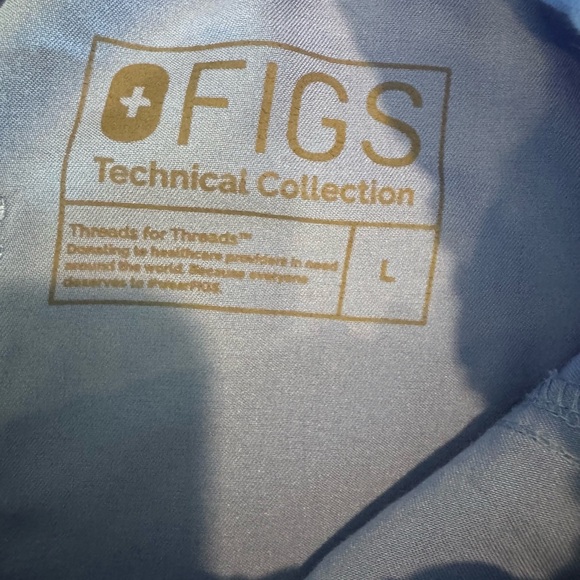 FIGS
Technical Collection
Threads for Threads™
Donating to healthcare providers in need
around the world. Because everyone
deserves to #wearFIGS.
L